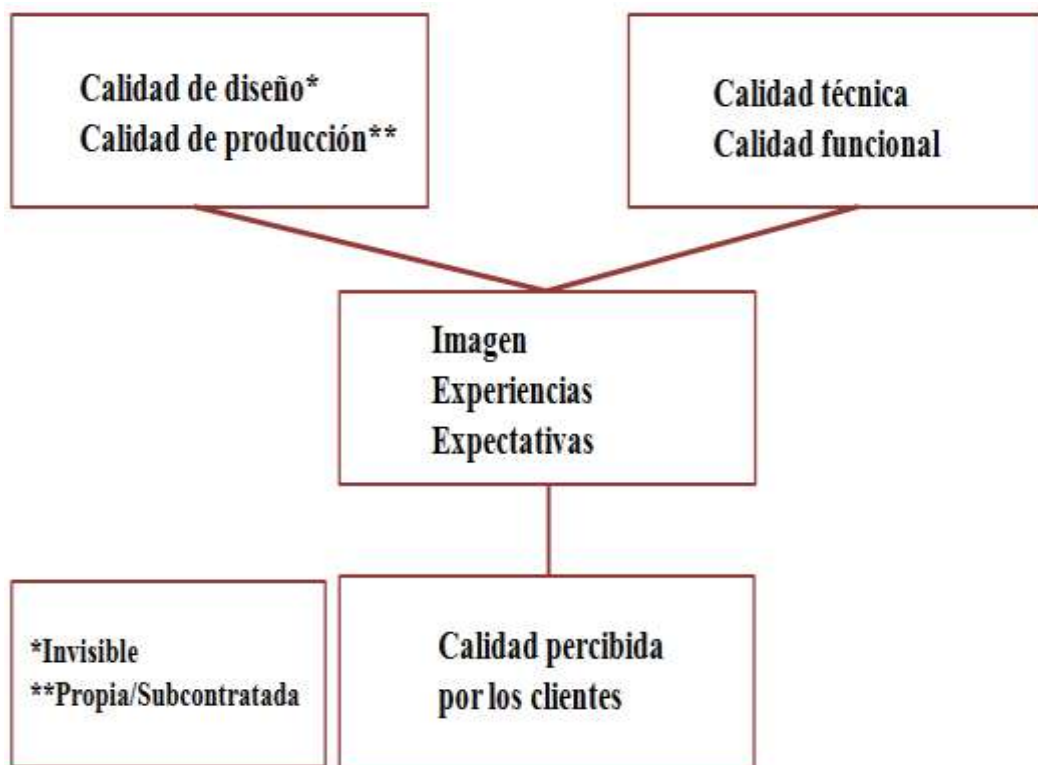 Calidad de diseño*
Calidad de producción**
Calidad técnica
Calidad funcional
Imagen
Experiencias
Expectativas
*Invisible
**Propia/Subcontratada
Calidad percibida
por los clientes